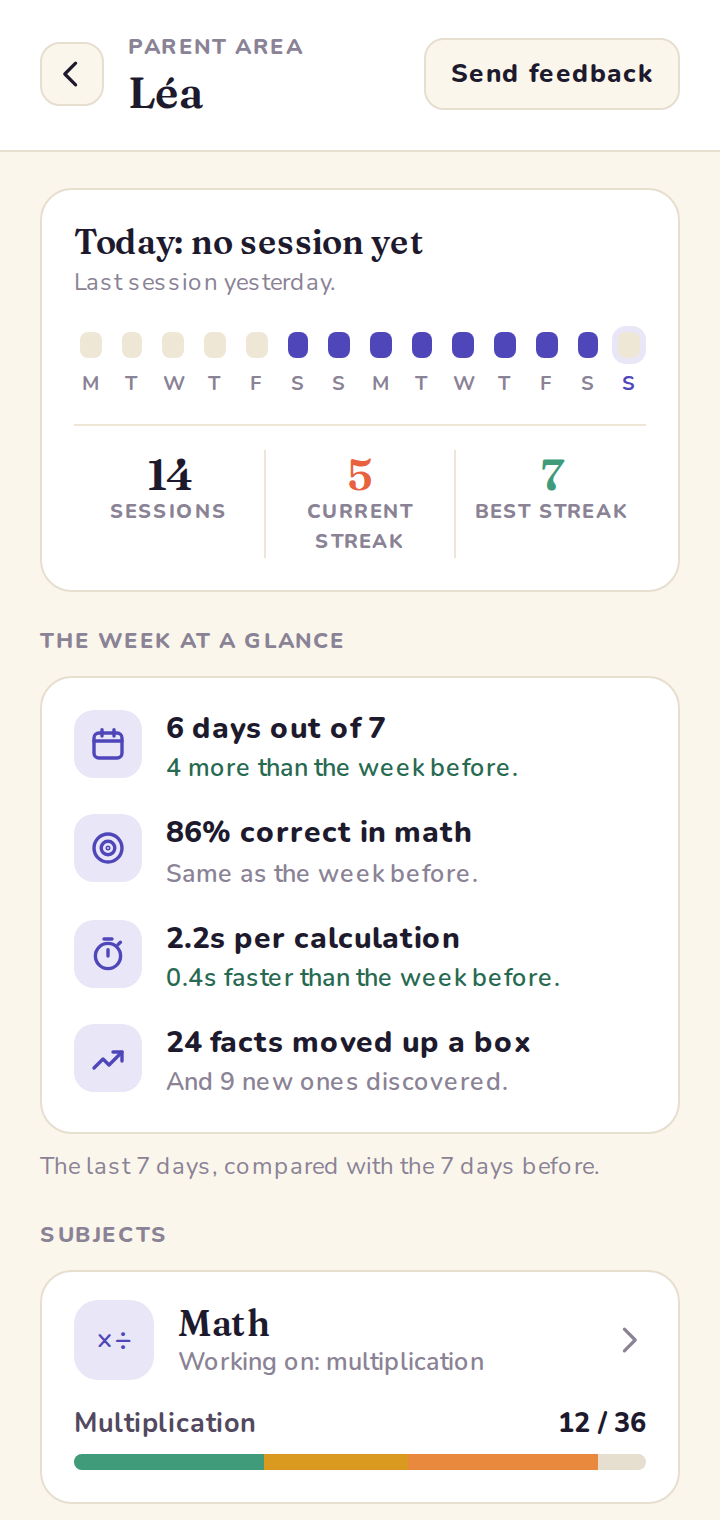 PARENT AREA
Léa
Send feedback
Today: no session yet
Last session yesterday.
M T W T F S S M T W T F S S
14 5 7
SESSIONS CURRENT STREAK BEST STREAK
THE WEEK AT A GLANCE
6 days out of 7
4 more than the week before.
86% correct in math
Same as the week before.
2.2s per calculation
0.4s faster than the week before.
24 facts moved up a box
And 9 new ones discovered.
The last 7 days, compared with the 7 days before.
SUBJECTS
×÷
Math
Working on: multiplication
Multiplication 12 / 36